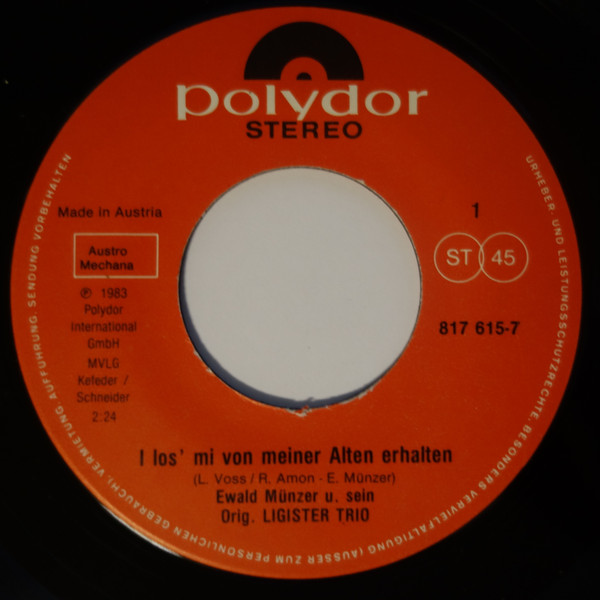 polydor
STEREO
Made in Austria
Austro
Mechana
℗ 1983
Polydor
International
GmbH
MVLG
Kefeder /
Schneider
2:24
1
ST 45
817 615-7
I los' mi von meiner Alten erhalten
(L. Voss / R. Amon - E. Münzer)
Ewald Münzer u. sein
Orig. LIGISTER TRIO
URHEBER- UND LEISTUNGSSCHUTZRECHTE, BESONDERS VERVIELFÄLTIGUNG (AUSSER ZUM PERSÖNLICHEN GEBRAUCH), VERMIETUNG AUFFÜHRUNG, SENDUNG VORBEHALTEN